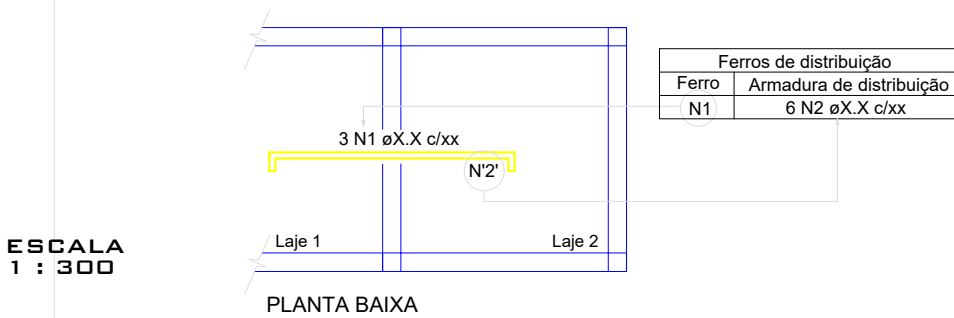 Ferros de distribuição
Ferro Armadura de distribuição
N1 6 N2 øX.X c/xx
3 N1 øX.X c/xx
N'2'
Laje 1 Laje 2
ESCALA
1 : 300
PLANTA BAIXA